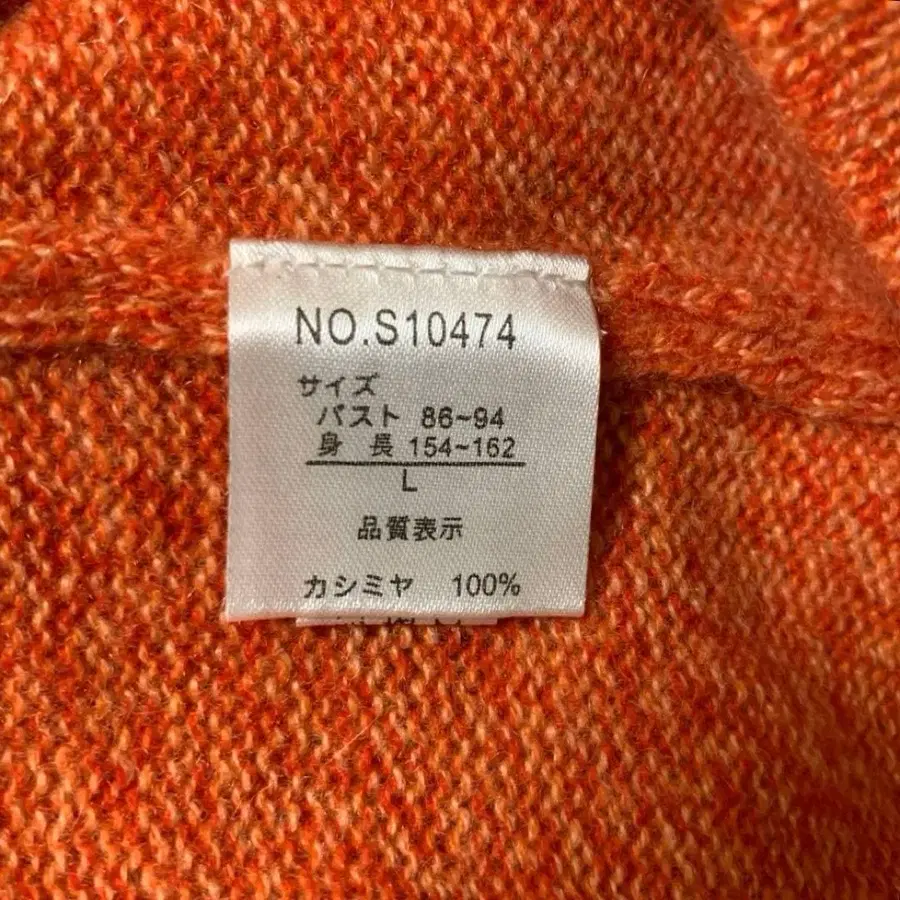 NO.S10474
サイズ
バスト 86~94
身 長 154~162
L
品質表示
カシミヤ 100%